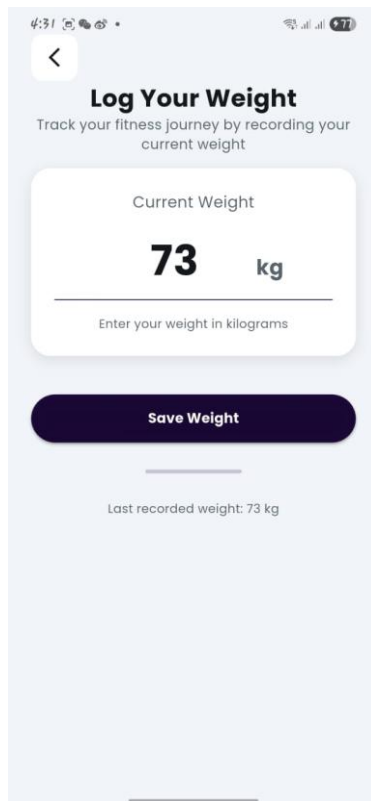 4:31
77
Log Your Weight
Track your fitness journey by recording your
current weight
Current Weight
73 kg
Enter your weight in kilograms
Save Weight
Last recorded weight: 73 kg